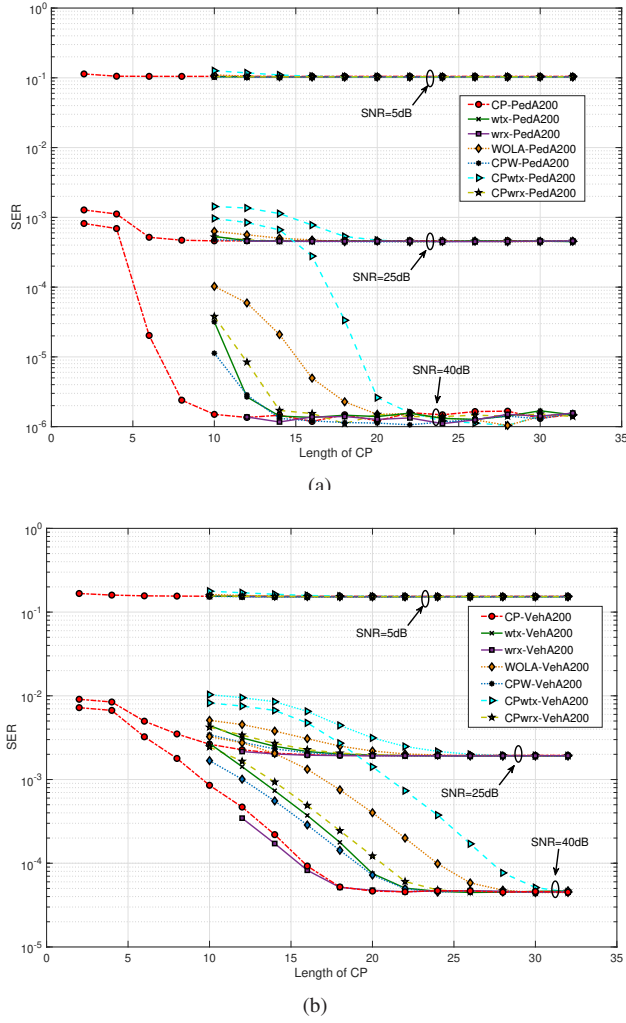 10^0
10^-1
10^-2
10^-3
10^-4
10^-5
10^-6
SER
SNR=5dB
CP-PedA200
wtx-PedA200
wrx-PedA200
WOLA-PedA200
CPW-PedA200
CPwtx-PedA200
CPwrx-PedA200
SNR=25dB
SNR=40dB
0 5 10 15 20 25 30 35
Length of CP
(a)
10^0
10^-1
10^-2
10^-3
10^-4
10^-5
SER
SNR=5dB
CP-VehA200
wtx-VehA200
wrx-VehA200
WOLA-VehA200
CPW-VehA200
CPwtx-VehA200
CPwrx-VehA200
SNR=25dB
SNR=40dB
0 5 10 15 20 25 30 35
Length of CP
(b)